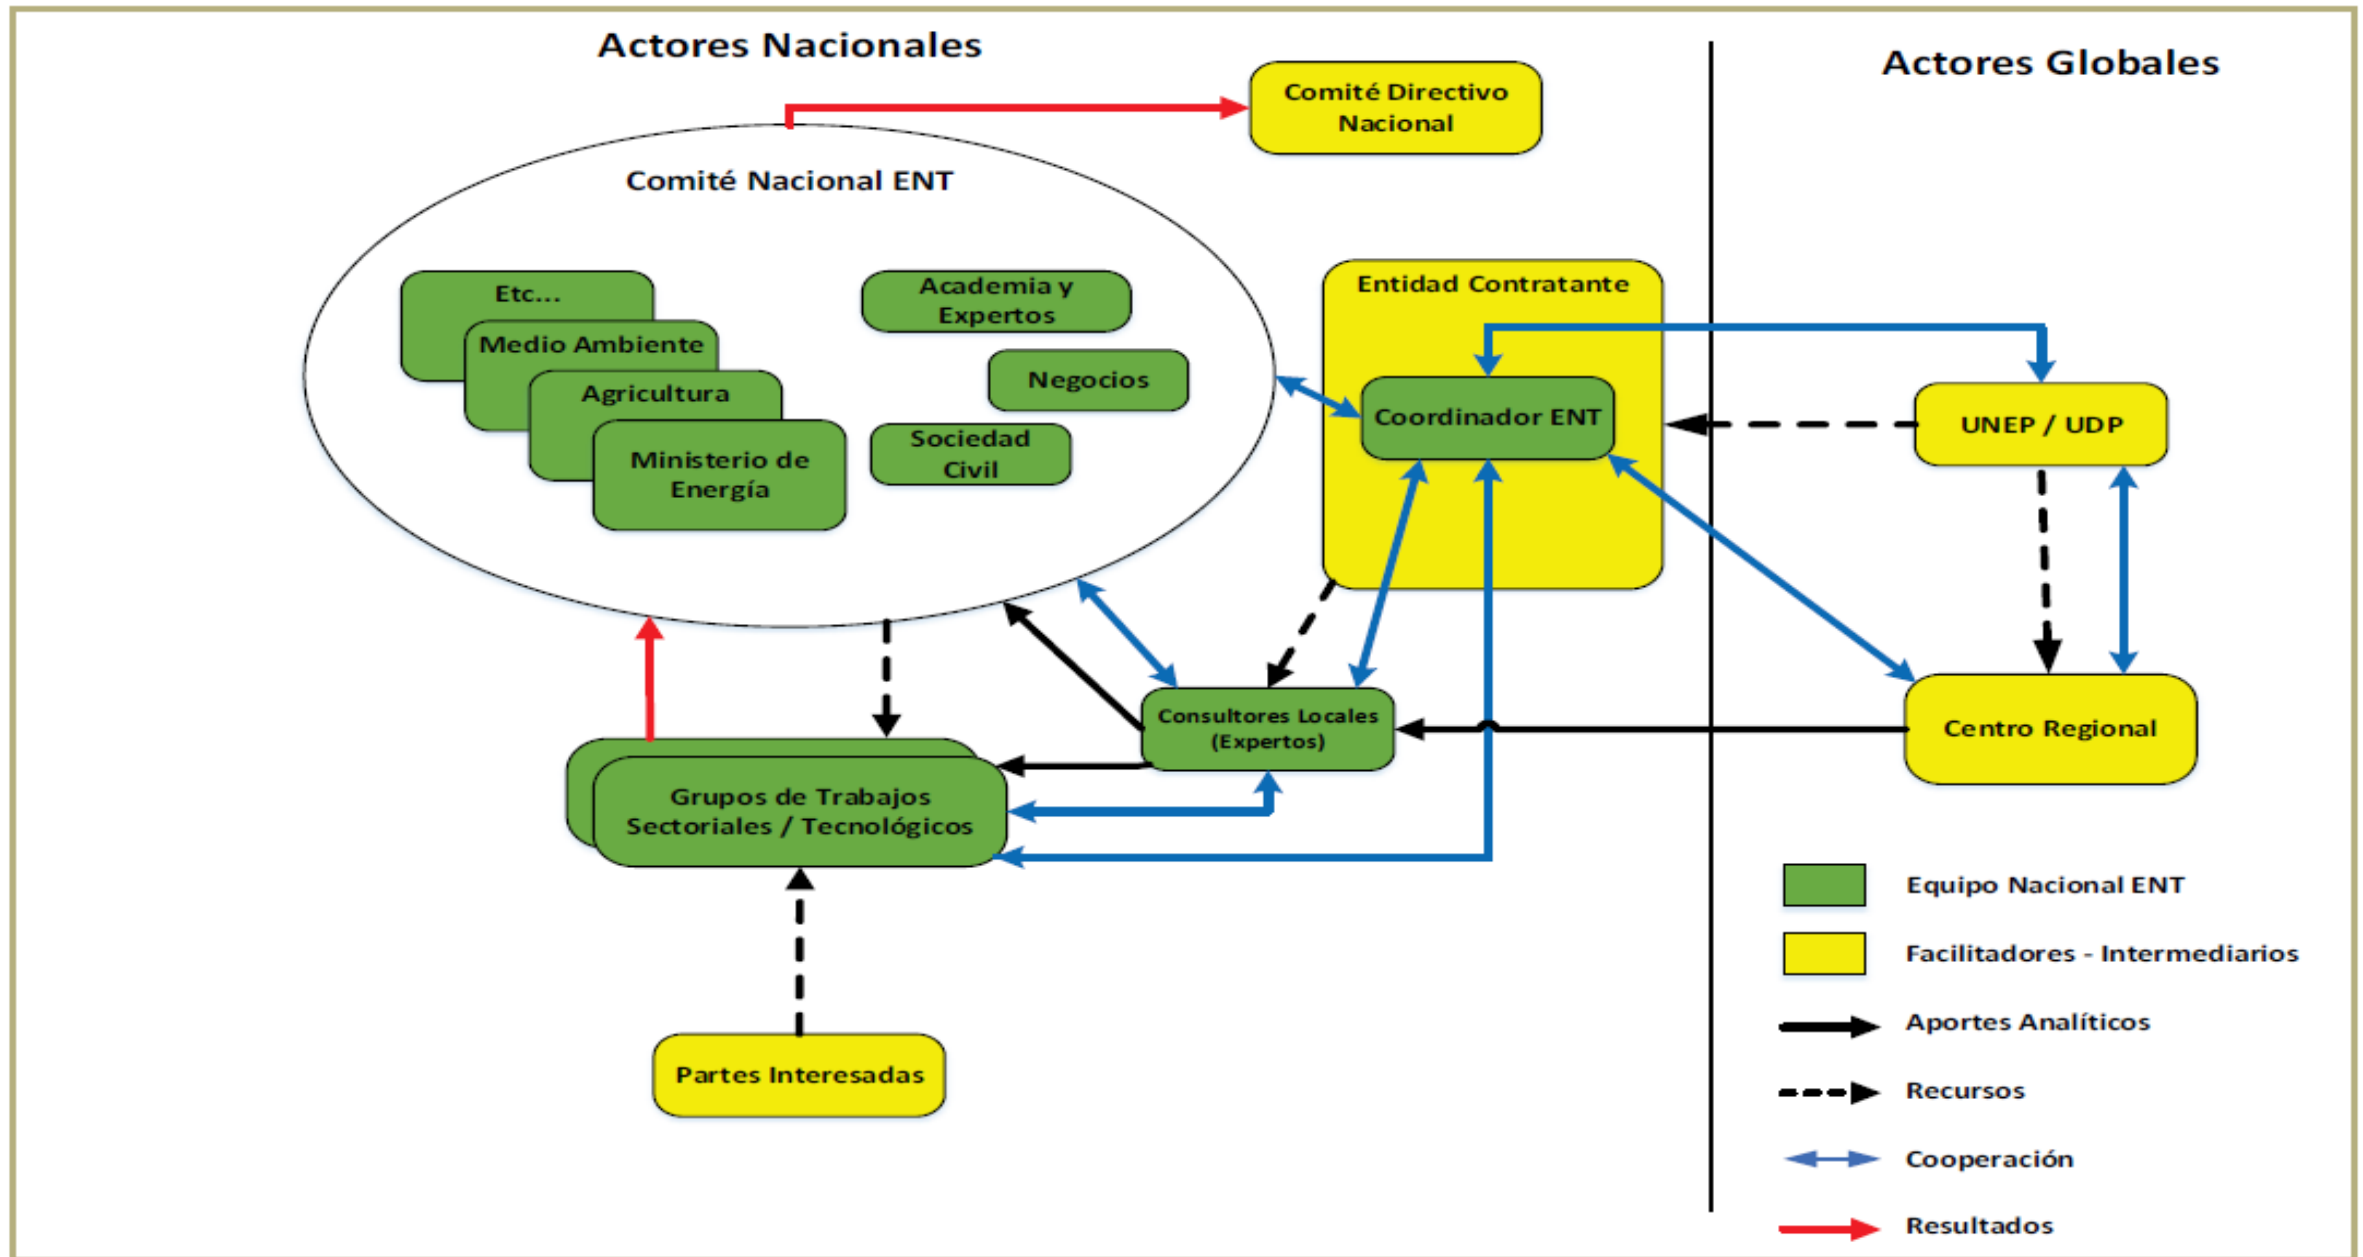 Actores Nacionales
Actores Globales
Comité Directivo
Nacional
Comité Nacional ENT
Etc...
Medio Ambiente
Agricultura
Ministerio de
Energía
Academia y
Expertos
Negocios
Sociedad
Civil
Entidad Contratante
Coordinador ENT
UNEP / UDP
Consultores Locales
(Expertos)
Centro Regional
Grupos de Trabajos
Sectoriales / Tecnológicos
Partes Interesadas
Equipo Nacional ENT
Facilitadores - Intermediarios
Aportes Analíticos
Recursos
Cooperación
Resultados